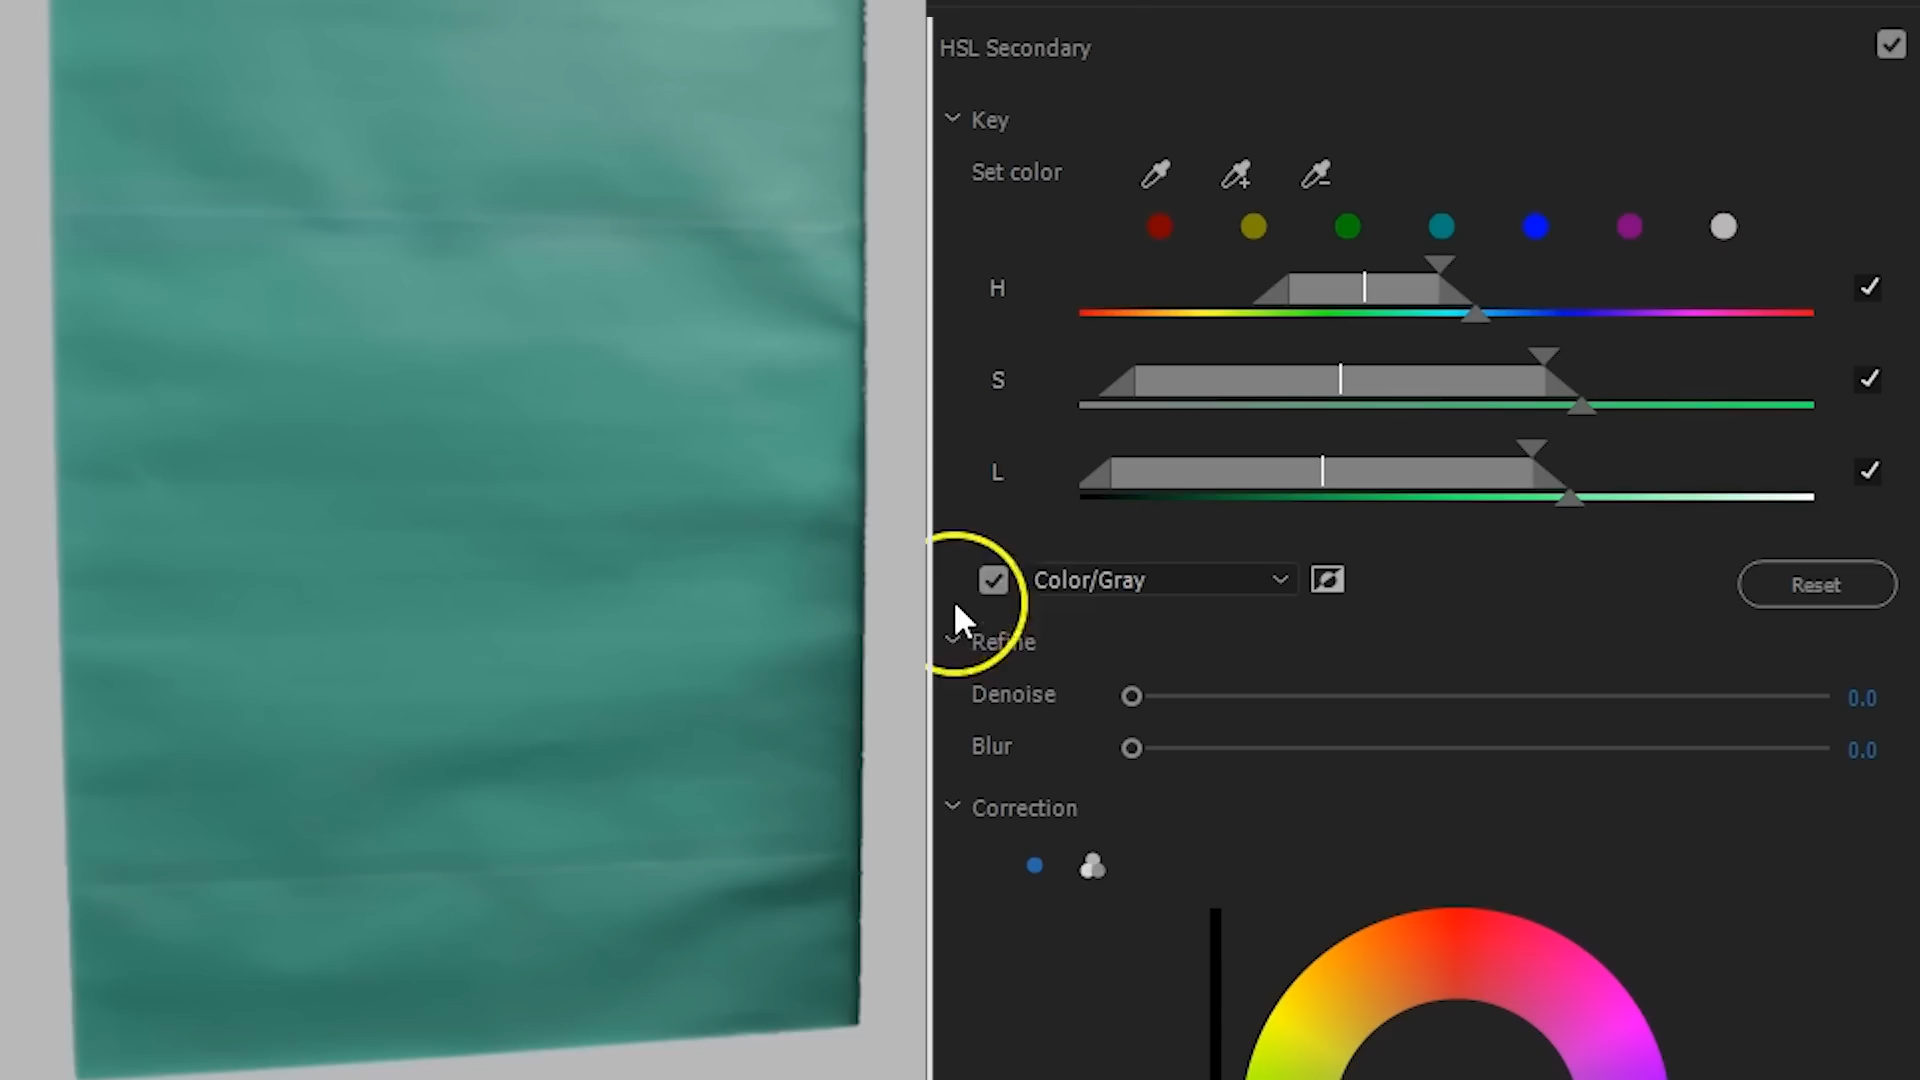 HSL Secondary
Key
Set color
H
S
L
Color/Gray
Reset
Refine
Denoise
0.0
Blur
0.0
Correction